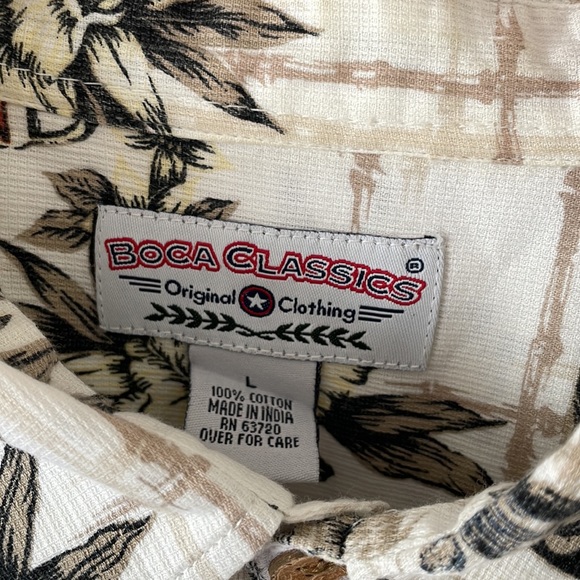 BOCA CLASSICS ®
Original Clothing
L
100% COTTON
MADE IN INDIA
RN 63720
OVER FOR CARE